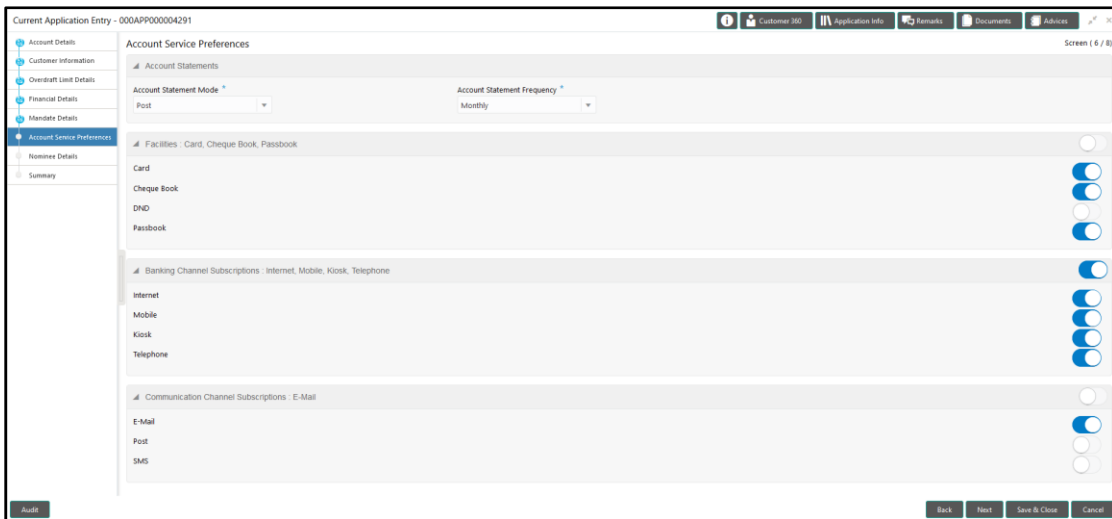 Current Application Entry - 000APP000004291
Customer 360
Application Info
Remarks
Documents
Advices
Account Details
Customer Information
Overdraft Limit Details
Financial Details
Mandate Details
Account Service Preferences
Nominee Details
Summary
Account Service Preferences
Screen ( 6 / 8)
Account Statements
Account Statement Mode *
Account Statement Frequency *
Post
Monthly
Facilities : Card, Cheque Book, Passbook
Card
Cheque Book
DND
Passbook
Banking Channel Subscriptions : Internet, Mobile, Kiosk, Telephone
Internet
Mobile
Kiosk
Telephone
Communication Channel Subscriptions : E-Mail
E-Mail
Post
SMS
Audit
Back
Next
Save & Close
Cancel